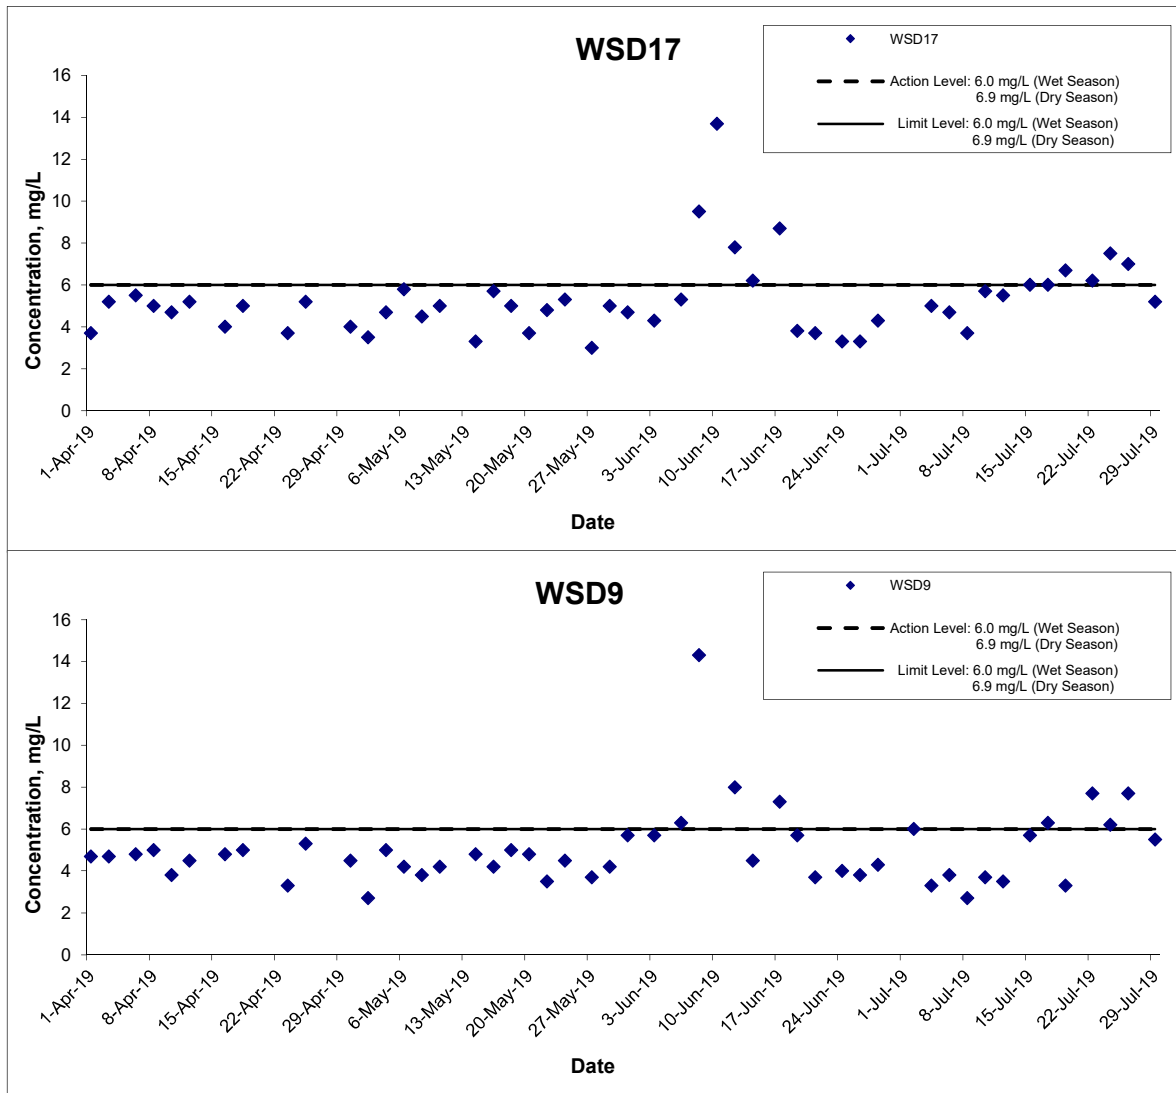 WSD17
WSD17
Action Level: 6.0 mg/L (Wet Season)
6.9 mg/L (Dry Season)
Limit Level: 6.0 mg/L (Wet Season)
6.9 mg/L (Dry Season)
Concentration, mg/L
16
14
12
10
8
6
4
2
0
1-Apr-19
8-Apr-19
15-Apr-19
22-Apr-19
29-Apr-19
6-May-19
13-May-19
20-May-19
27-May-19
3-Jun-19
10-Jun-19
17-Jun-19
24-Jun-19
1-Jul-19
8-Jul-19
15-Jul-19
22-Jul-19
29-Jul-19
Date
WSD9
WSD9
Action Level: 6.0 mg/L (Wet Season)
6.9 mg/L (Dry Season)
Limit Level: 6.0 mg/L (Wet Season)
6.9 mg/L (Dry Season)
Concentration, mg/L
16
14
12
10
8
6
4
2
0
1-Apr-19
8-Apr-19
15-Apr-19
22-Apr-19
29-Apr-19
6-May-19
13-May-19
20-May-19
27-May-19
3-Jun-19
10-Jun-19
17-Jun-19
24-Jun-19
1-Jul-19
8-Jul-19
15-Jul-19
22-Jul-19
29-Jul-19
Date